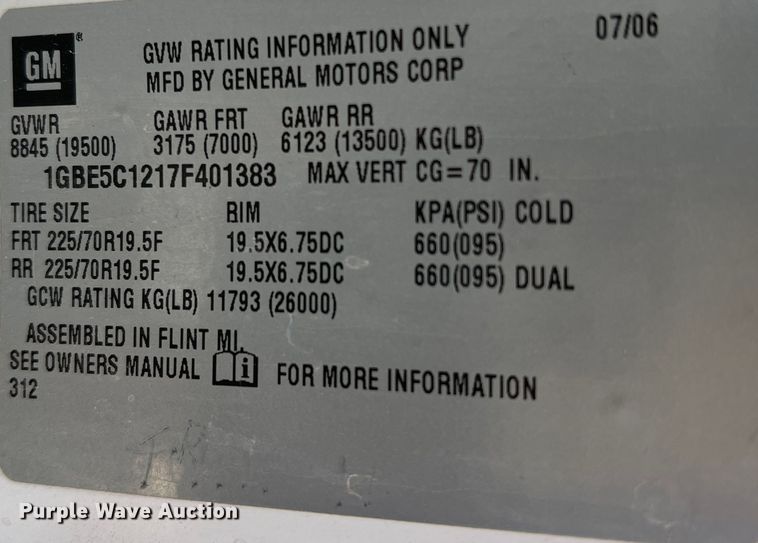 07/06
GM®
GVW RATING INFORMATION ONLY
MFD BY GENERAL MOTORS CORP
GVWR GAWR FRT GAWR RR
8845 (19500) 3175 (7000) 6123 (13500) KG(LB)
1GBE5C1217F401383 MAX VERT CG=70 IN.
TIRE SIZE RIM KPA(PSI) COLD
FRT 225/70R19.5F 19.5X6.75DC 660(095)
RR 225/70R19.5F 19.5X6.75DC 660(095) DUAL
GCW RATING KG(LB) 11793 (26000)
ASSEMBLED IN FLINT MI.
SEE OWNERS MANUAL i FOR MORE INFORMATION
312
Purple Wave Auction